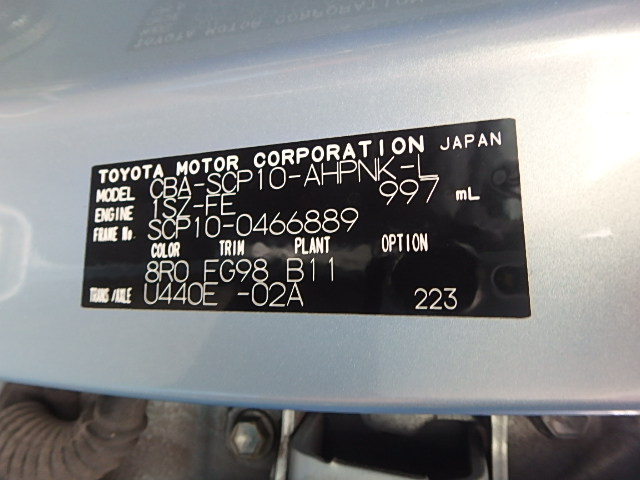 TOYOTA MOTOR CORPORATION JAPAN
MODEL CBA-SCP10-AHPNK-L
ENGINE 1SZ-FE 997 mL
FRAME No. SCP10-0466889
COLOR TRIM PLANT OPTION
8R0 FG98 B11
TRANS/AXLE U440E -02A 223